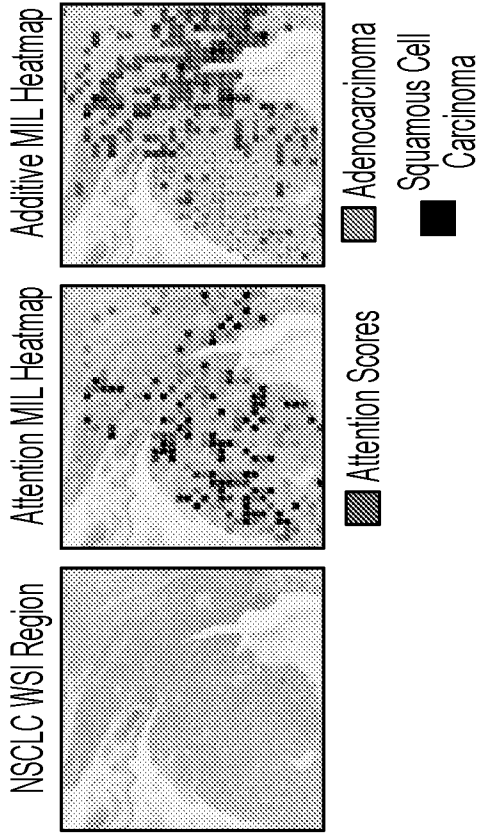 NSCLC WSI Region
Attention MIL Heatmap
Additive MIL Heatmap
Attention Scores
Adenocarcinoma
Squamous Cell
Carcinoma